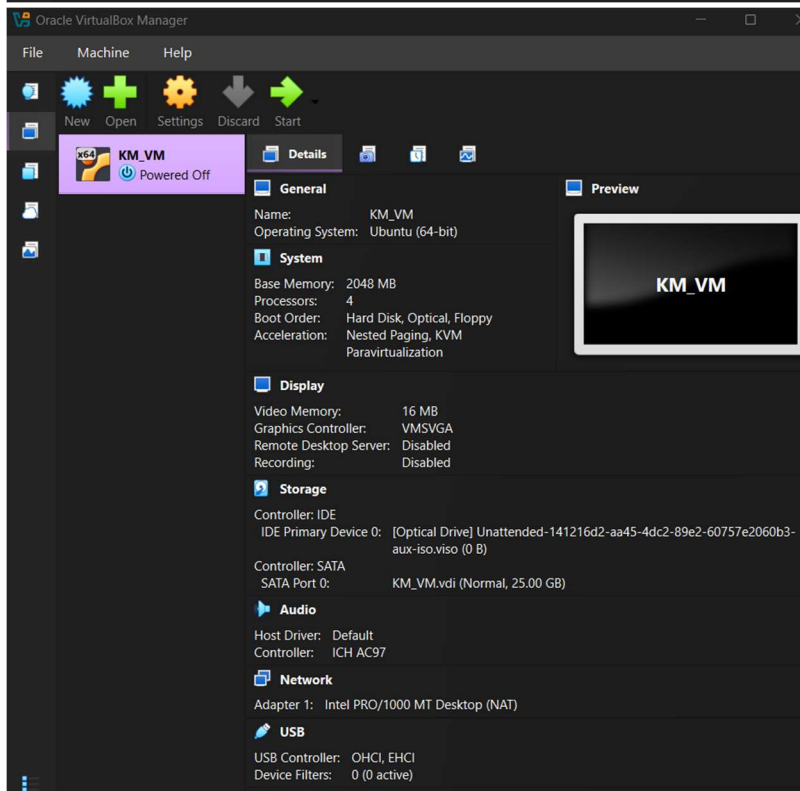 Oracle VirtualBox Manager
File Machine Help
New Open Settings Discard Start
x64
KM_VM
Powered Off
Details
General
Name: KM_VM
Operating System: Ubuntu (64-bit)
Preview
KM_VM
System
Base Memory: 2048 MB
Processors: 4
Boot Order: Hard Disk, Optical, Floppy
Acceleration: Nested Paging, KVM
Paravirtualization
Display
Video Memory: 16 MB
Graphics Controller: VMSVGA
Remote Desktop Server: Disabled
Recording: Disabled
Storage
Controller: IDE
IDE Primary Device 0: [Optical Drive] Unattended-141216d2-aa45-4dc2-89e2-60757e2060b3-
aux-iso.viso (0 B)
Controller: SATA
SATA Port 0: KM_VM.vdi (Normal, 25.00 GB)
Audio
Host Driver: Default
Controller: ICH AC97
Network
Adapter 1: Intel PRO/1000 MT Desktop (NAT)
USB
USB Controller: OHCI, EHCI
Device Filters: 0 (0 active)